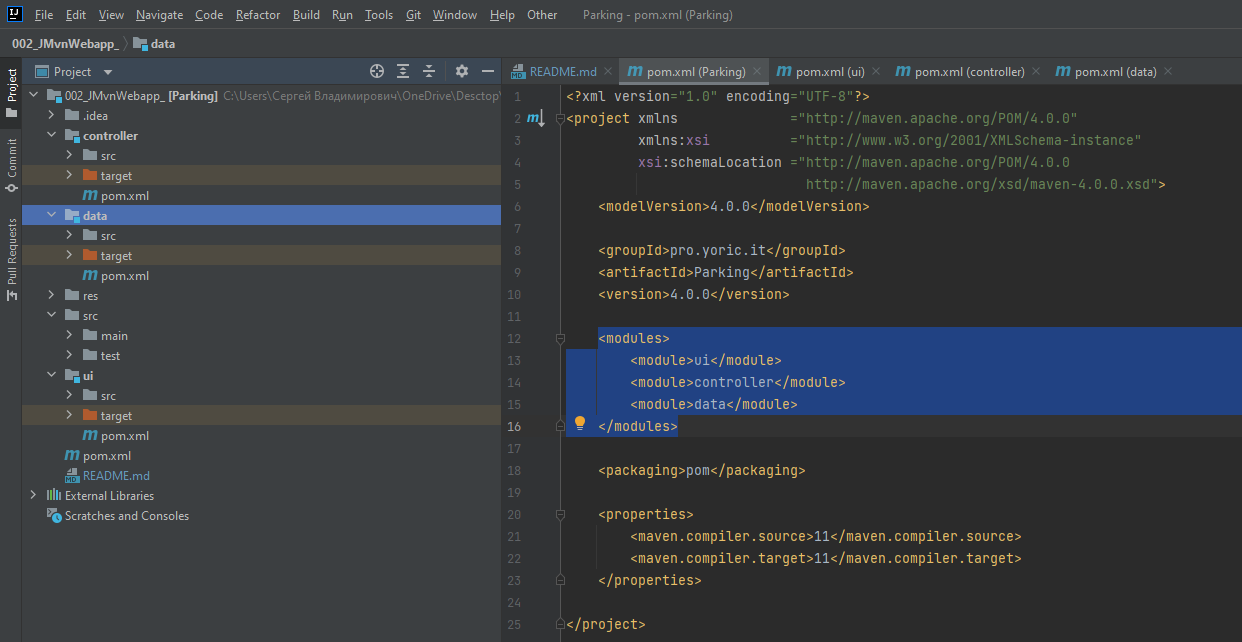 File Edit View Navigate Code Refactor Build Run Tools Git Window Help Other Parking - pom.xml (Parking)
002_JMvnWebapp_ data
Project
Commit
Pull Requests
Project
002_JMvnWebapp_ [Parking] C:\Users\Сергей Владимирович\OneDrive\Desctop\
.idea
controller
src
target
pom.xml
data
src
target
pom.xml
res
src
main
test
ui
src
target
pom.xml
pom.xml
README.md
External Libraries
Scratches and Consoles
README.md pom.xml (Parking) pom.xml (ui) pom.xml (controller) pom.xml (data)
1 <?xml version="1.0" encoding="UTF-8"?>
2 <project xmlns ="http://maven.apache.org/POM/4.0.0"
3 xmlns:xsi ="http://www.w3.org/2001/XMLSchema-instance"
4 xsi:schemaLocation ="http://maven.apache.org/POM/4.0.0
5 http://maven.apache.org/xsd/maven-4.0.0.xsd">
6 <modelVersion>4.0.0</modelVersion>
7
8 <groupId>pro.yoric.it</groupId>
9 <artifactId>Parking</artifactId>
10 <version>4.0.0</version>
11
12 <modules>
13 <module>ui</module>
14 <module>controller</module>
15 <module>data</module>
16 </modules>
17
18 <packaging>pom</packaging>
19
20 <properties>
21 <maven.compiler.source>11</maven.compiler.source>
22 <maven.compiler.target>11</maven.compiler.target>
23 </properties>
24
25 </project>